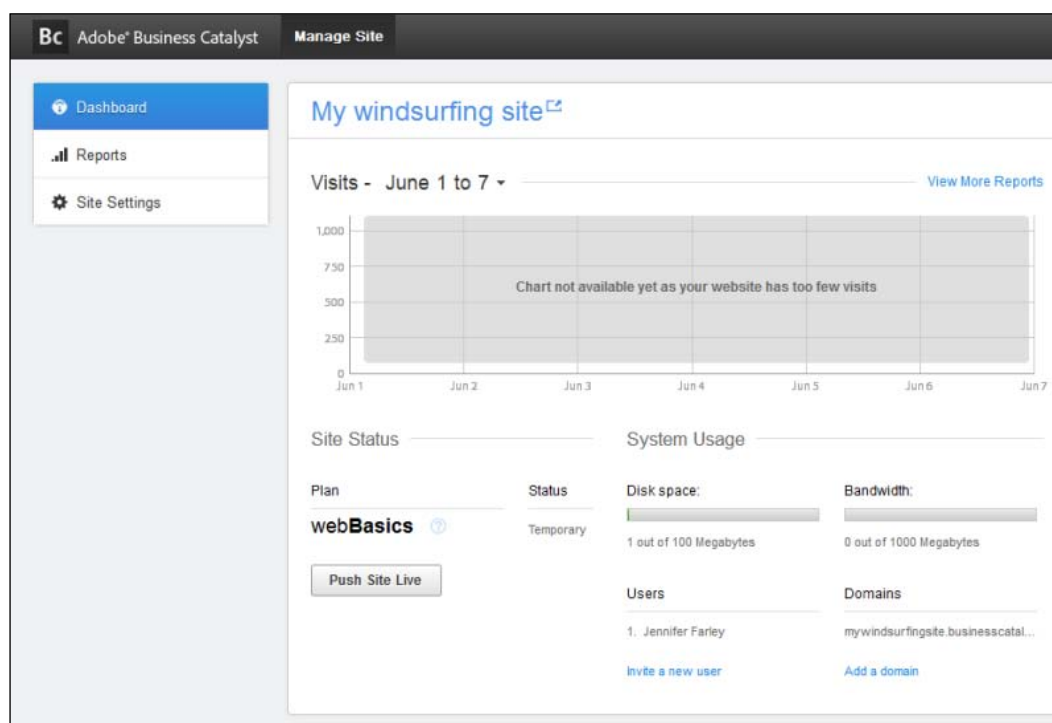 Bc Adobe® Business Catalyst Manage Site
Dashboard
Reports
Site Settings
My windsurfing site
Visits - June 1 to 7
View More Reports
1,000
750
500
250
0
Chart not available yet as your website has too few visits
Jun 1 Jun 2 Jun 3 Jun 4 Jun 5 Jun 6 Jun 7
Site Status
Plan Status
webBasics ? Temporary
Push Site Live
System Usage
Disk space: Bandwidth:
1 out of 100 Megabytes 0 out of 1000 Megabytes
Users Domains
1. Jennifer Farley mywindsurfingsite.businesscatal...
Invite a new user Add a domain